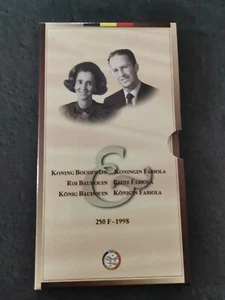 &
KONING BOUDEWIJN KONINGIN FABIOLA
ROI BAUDOUIN REINE FABIOLA
KÖNIG BAUDOUIN KÖNIGIN FABIOLA
250 F - 1998